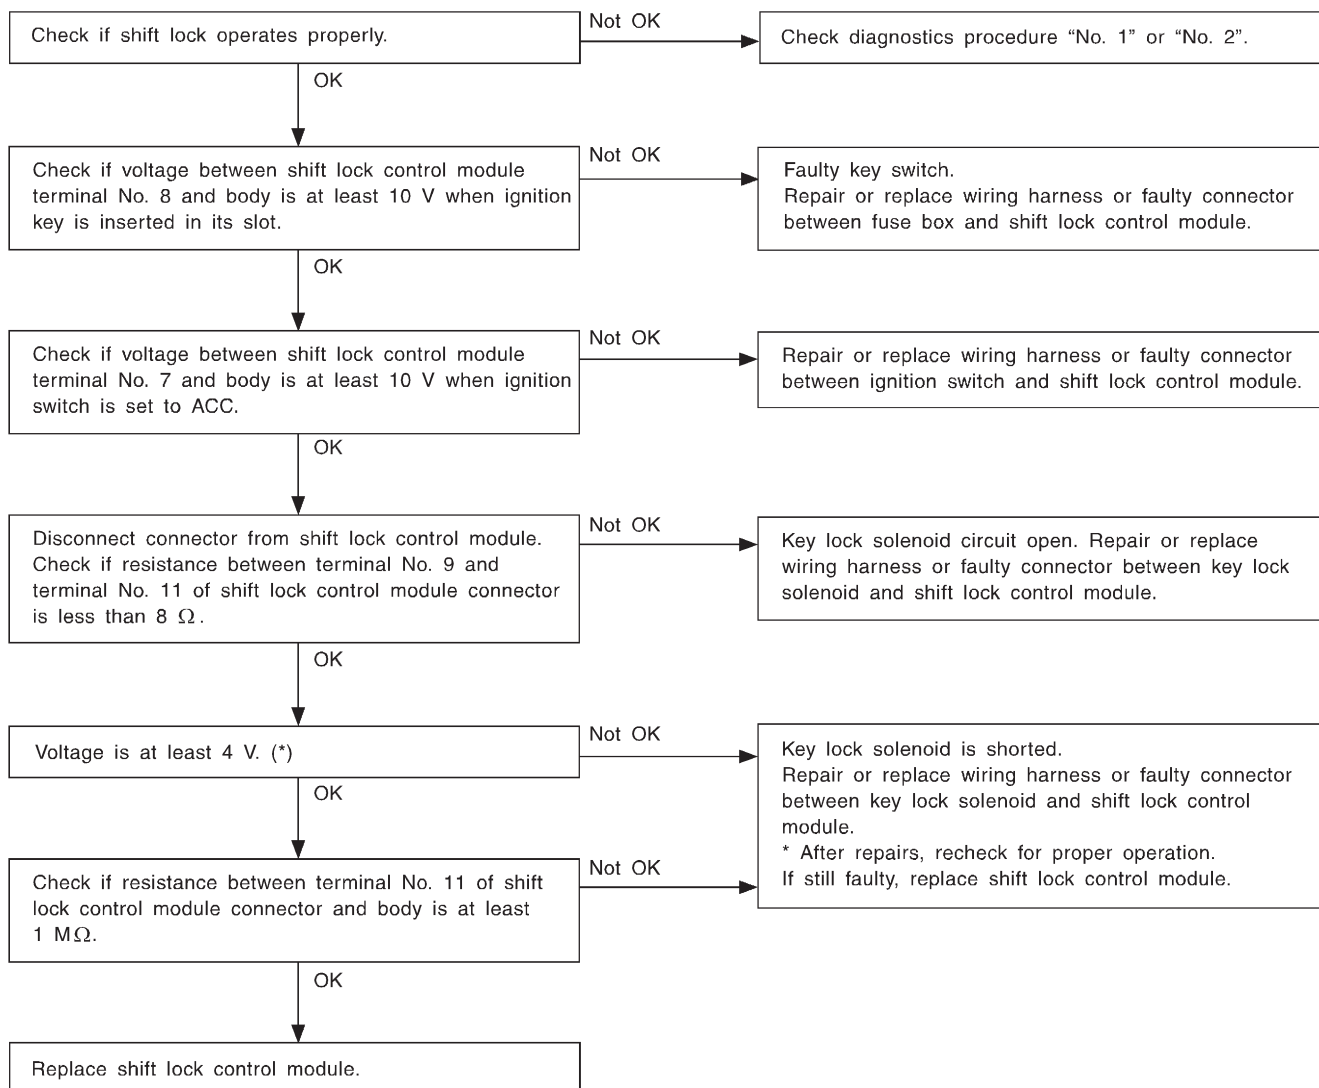 Check if shift lock operates properly.
Not OK
Check diagnostics procedure “No. 1” or “No. 2”.
OK
Check if voltage between shift lock control module
terminal No. 8 and body is at least 10 V when ignition
key is inserted in its slot.
Not OK
Faulty key switch.
Repair or replace wiring harness or faulty connector
between fuse box and shift lock control module.
OK
Check if voltage between shift lock control module
terminal No. 7 and body is at least 10 V when ignition
switch is set to ACC.
Not OK
Repair or replace wiring harness or faulty connector
between ignition switch and shift lock control module.
OK
Disconnect connector from shift lock control module.
Check if resistance between terminal No. 9 and
terminal No. 11 of shift lock control module connector
is less than 8 Ω.
Not OK
Key lock solenoid circuit open. Repair or replace
wiring harness or faulty connector between key lock
solenoid and shift lock control module.
OK
Voltage is at least 4 V. (*)
Not OK
Key lock solenoid is shorted.
Repair or replace wiring harness or faulty connector
between key lock solenoid and shift lock control
module.
* After repairs, recheck for proper operation.
If still faulty, replace shift lock control module.
OK
Check if resistance between terminal No. 11 of shift
lock control module connector and body is at least
1 MΩ.
Not OK
OK
Replace shift lock control module.